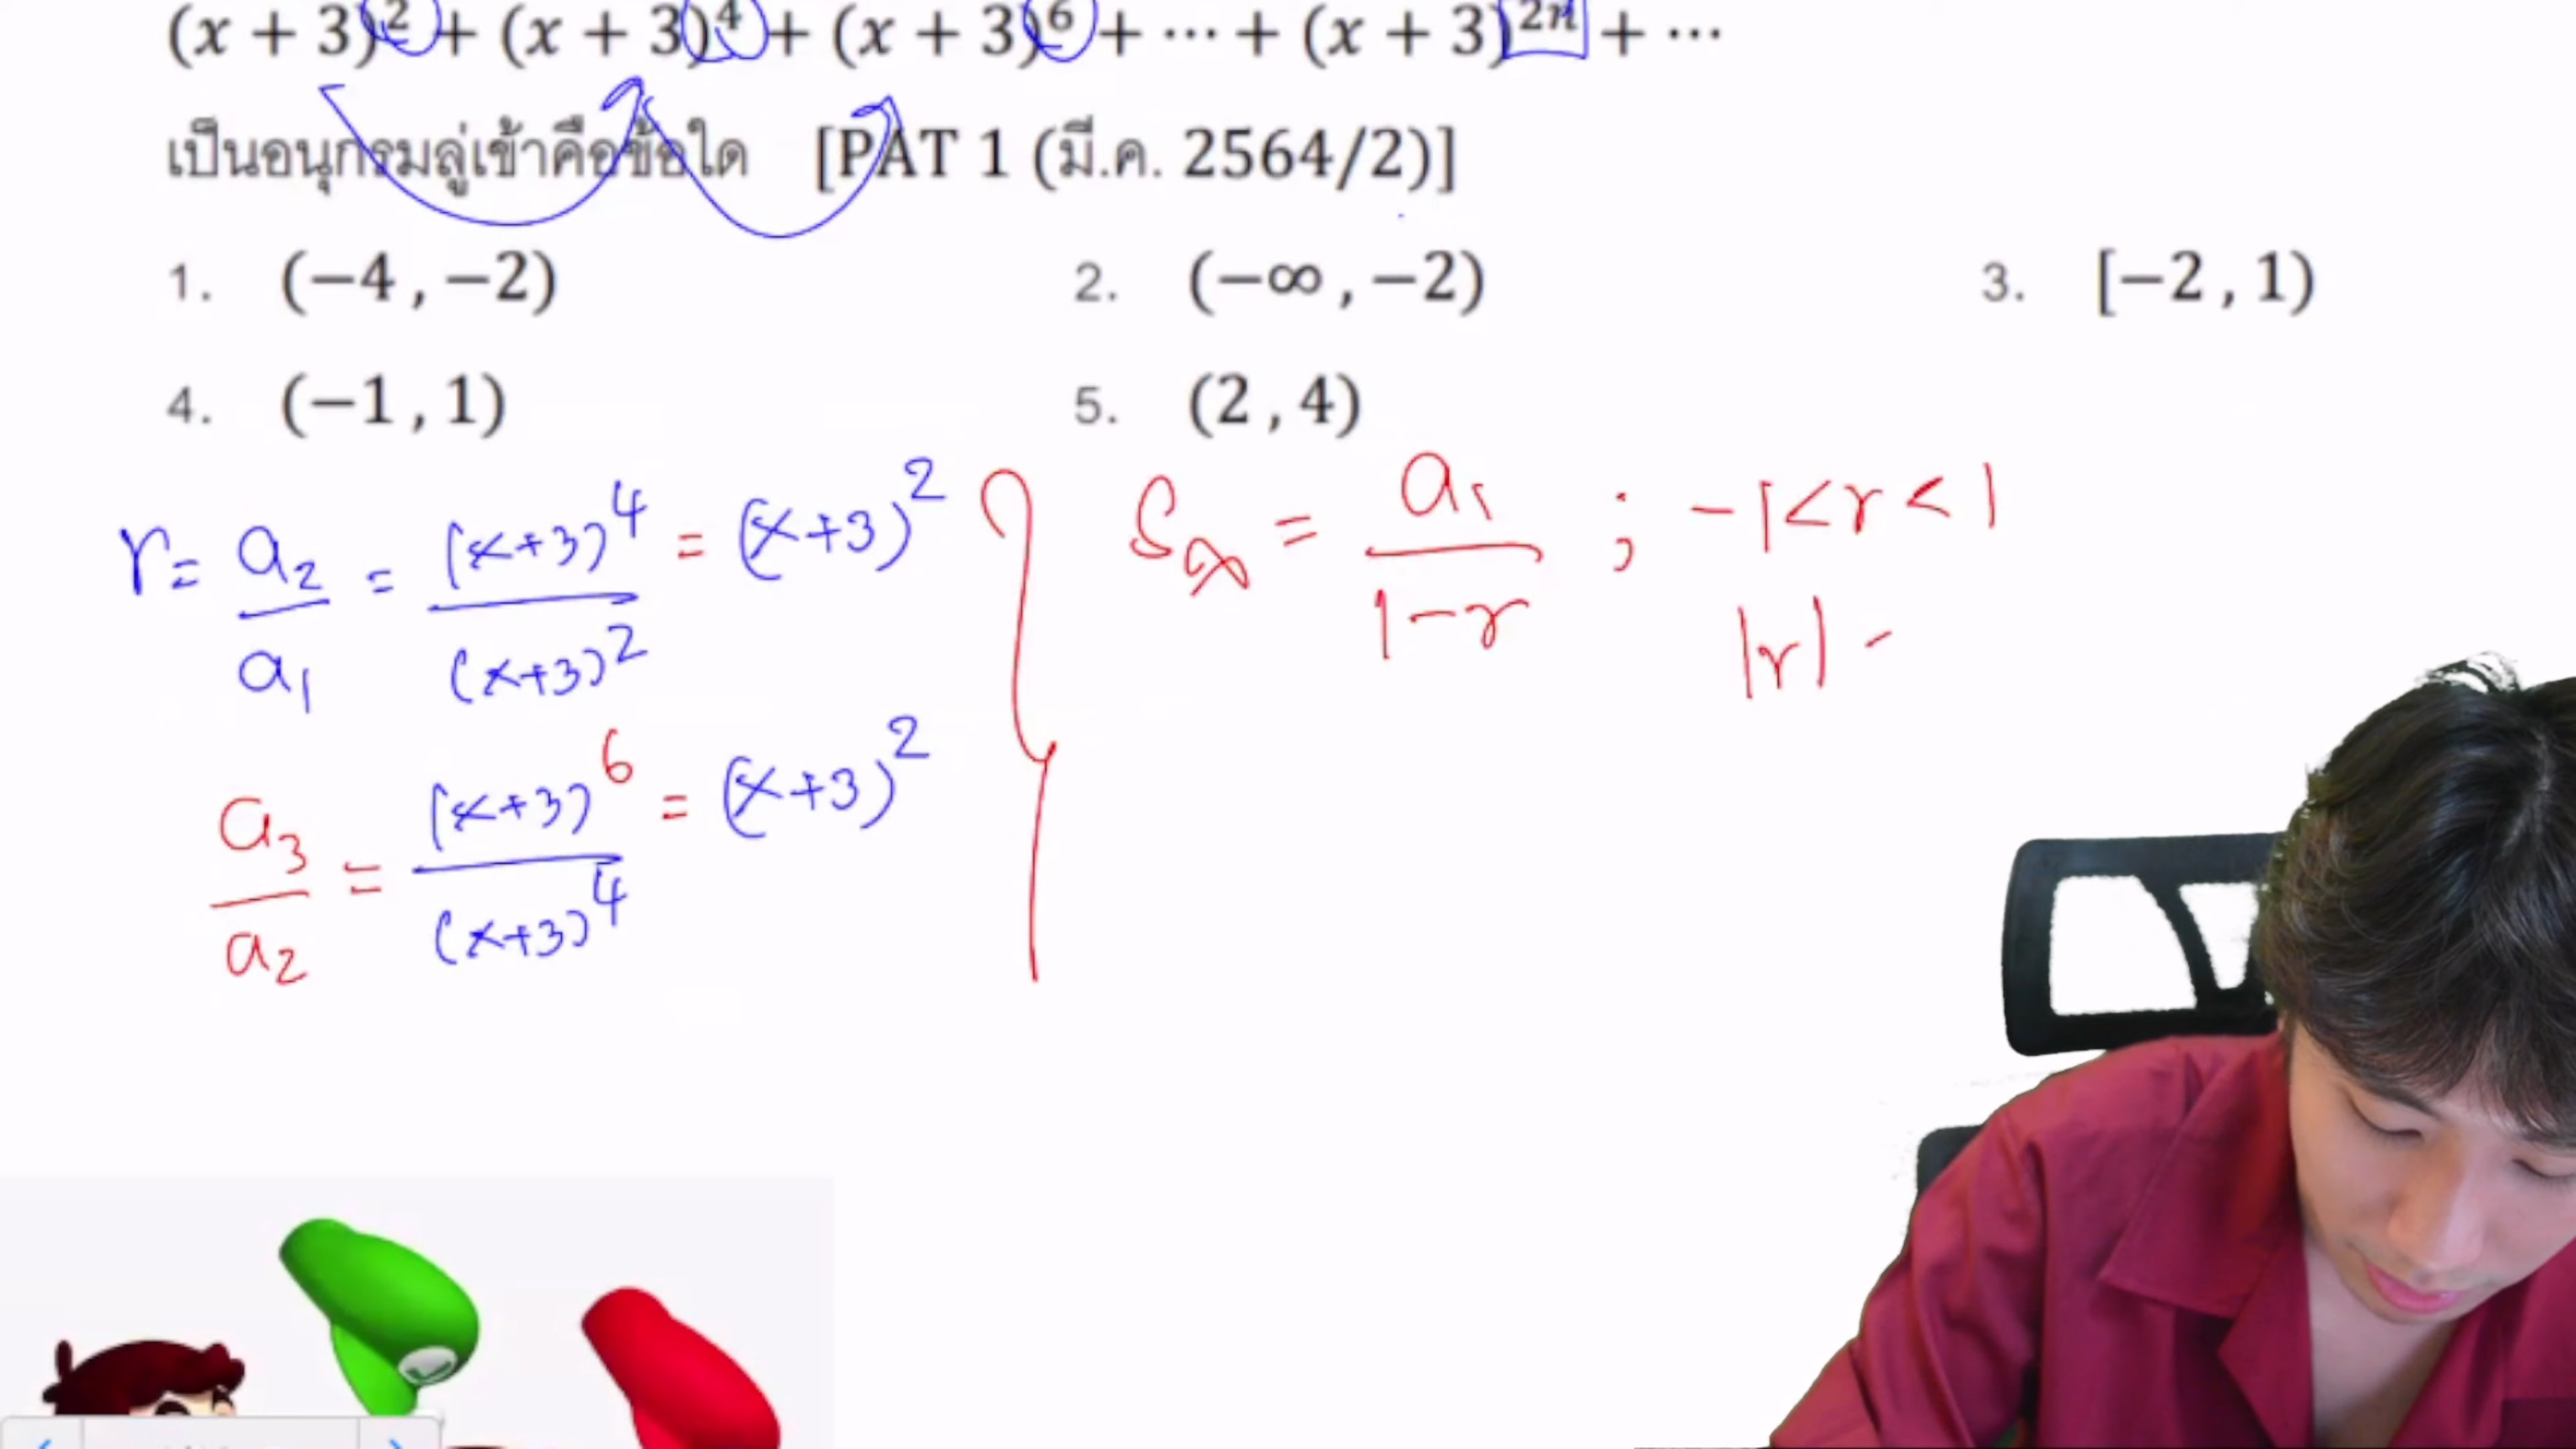 (x + 3)² + (x + 3)⁴ + (x + 3)⁶ + ⋯ + (x + 3)²ⁿ + ⋯
เป็นอนุกรมลู่เข้าคือข้อใด [PAT 1 (มี.ค. 2564/2)]
1. (−4 , −2) 2. (−∞ , −2) 3. [−2 , 1)
4. (−1 , 1) 5. (2 , 4)
r = a₂/a₁ = (x+3)⁴/(x+3)² = (x+3)²
a₃/a₂ = (x+3)⁶/(x+3)⁴ = (x+3)²
S∞ = a₁/(1−r) ; −1<r<1
|r| -